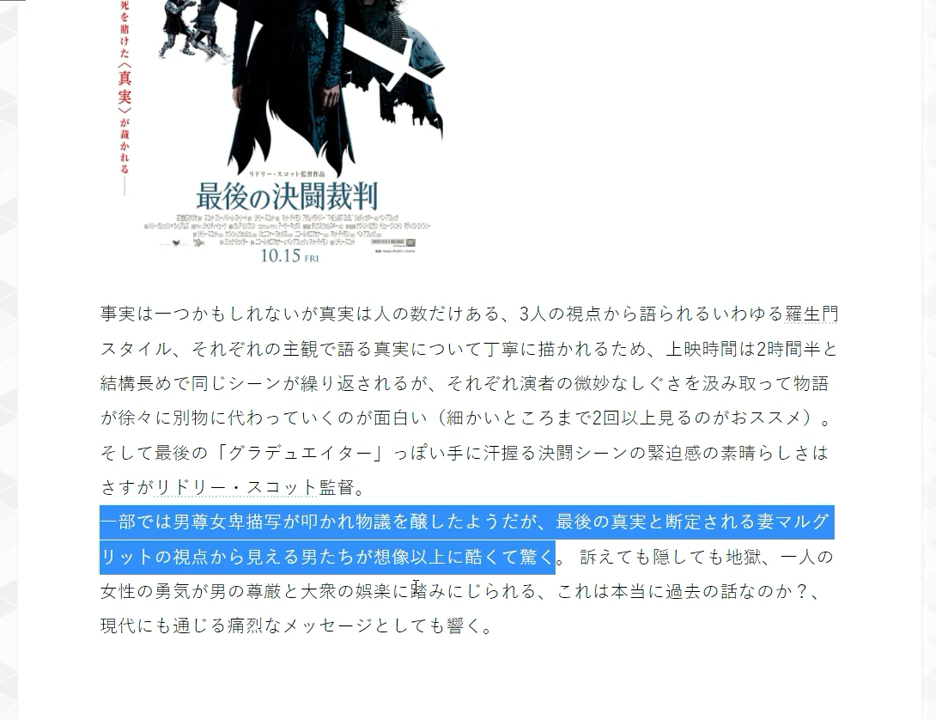 死を賭けた〈真実〉が裁かれる──
リドリー・スコット監督作品
最後の決闘裁判
10.15 FRI
事実は一つかもしれないが真実は人の数だけある、3人の視点から語られるいわゆる羅生門
スタイル、それぞれの主観で語る真実について丁寧に描かれるため、上映時間は2時間半と
結構長めで同じシーンが繰り返されるが、それぞれ演者の微妙なしぐさを汲み取って物語
が徐々に別物に代わっていくのが面白い（細かいところまで2回以上見るのがおススメ）。
そして最後の「グラデュエイター」っぽい手に汗握る決闘シーンの緊迫感の素晴らしさは
さすがリドリー・スコット監督。
一部では男尊女卑描写が叩かれ物議を醸したようだが、最後の真実と断定される妻マルグ
リットの視点から見える男たちが想像以上に酷くて驚く。 訴えても隠しても地獄、一人の
女性の勇気が男の尊厳と大衆の娯楽に踏みにじられる、これは本当に過去の話なのか？、
現代にも通じる痛烈なメッセージとしても響く。